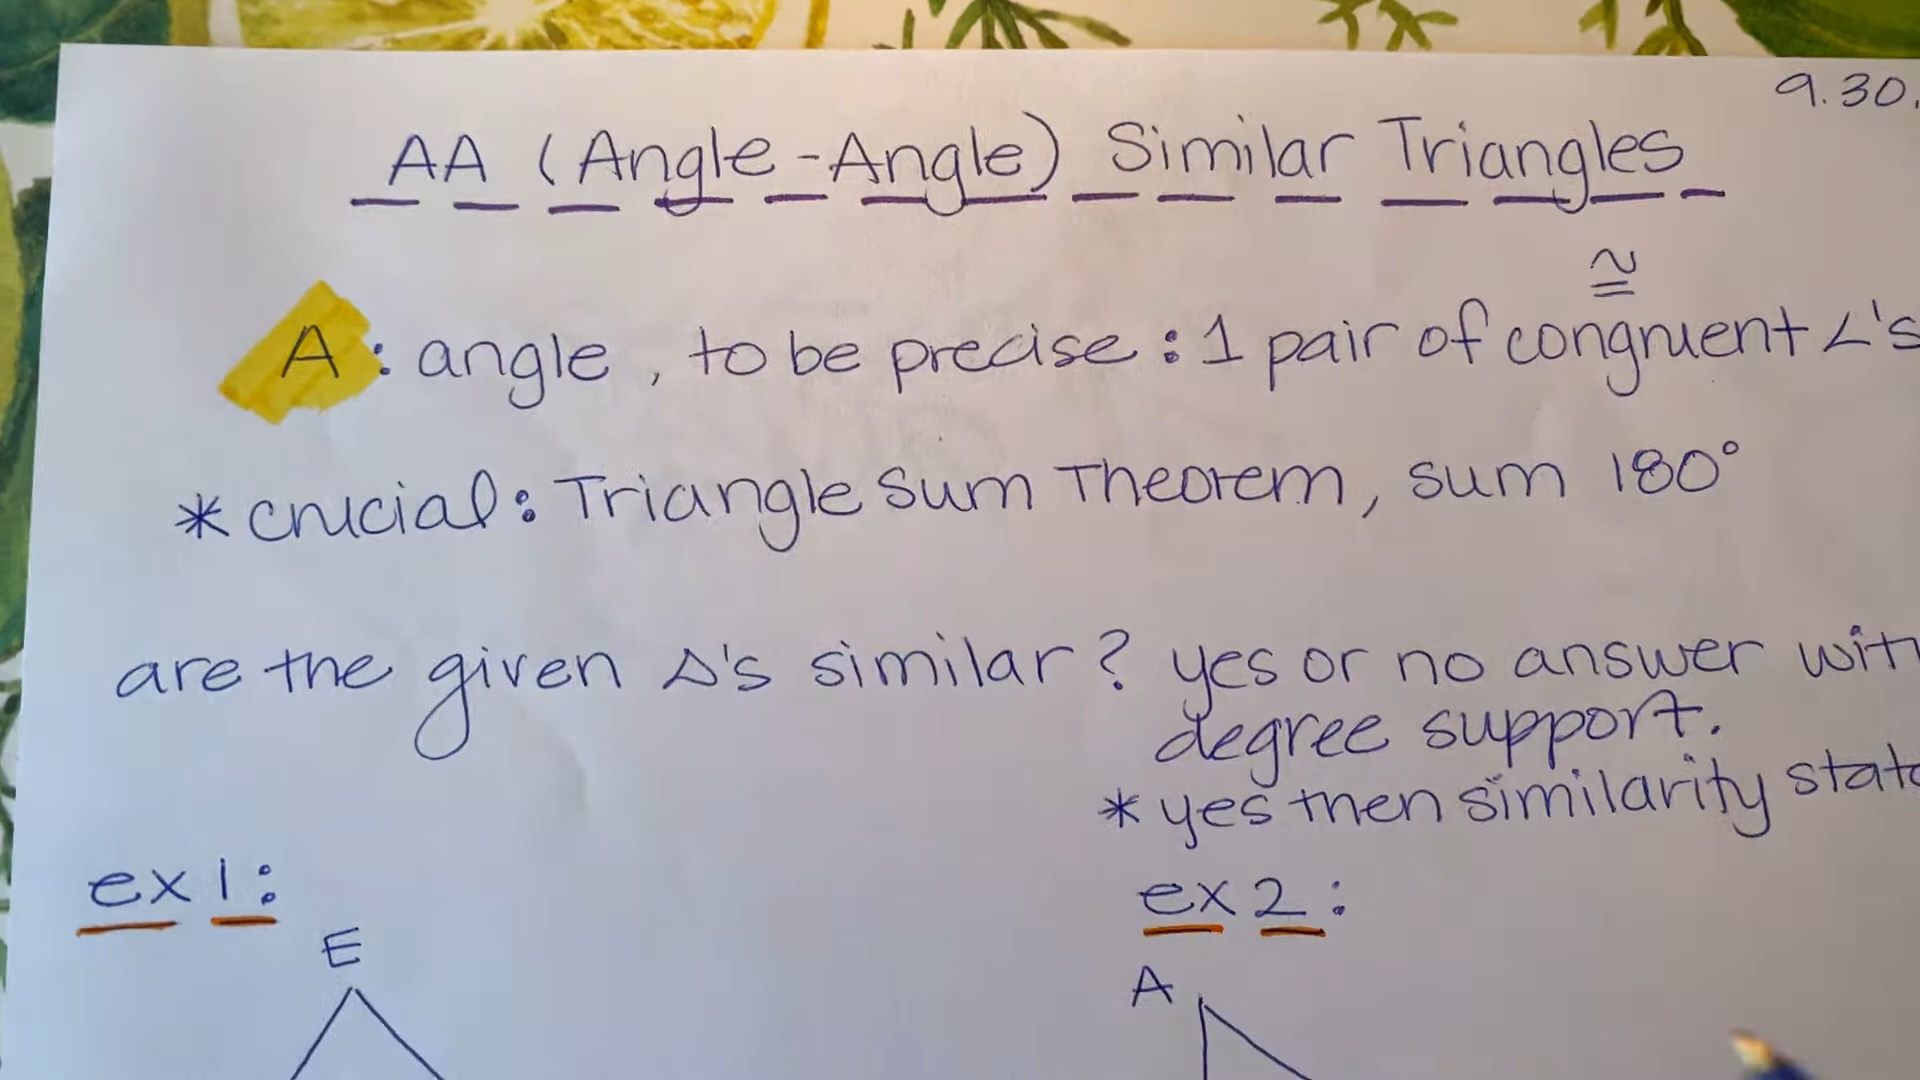 9.30.
AA (Angle-Angle) Similar Triangles
≅
A: angle, to be precise: 1 pair of congruent ∠'s
* crucial: Triangle Sum Theorem, sum 180°
are the given △'s similar? yes or no answer with
degree support.
* yes then similarity state
ex 1:
ex 2:
E
A